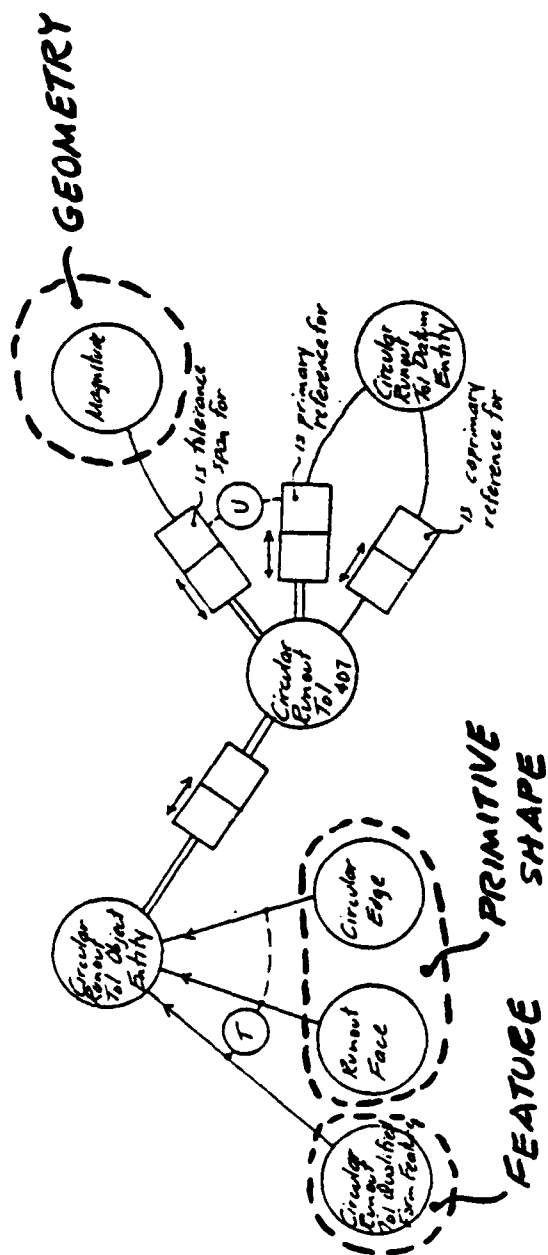 GEOMETRY
Magnitude
is tolerance
span for
U
is primary
reference for
Circular
Runout
Tol Datum
Entity
is coprimary
reference for
Circular
Runout
Tol
407
Circular
Runout
Tol Object
Entity
T
Circular
Edge
Runout
Face
Circular
Runout
Tol Qualified
Form Feature
PRIMITIVE
SHAPE
FEATURE